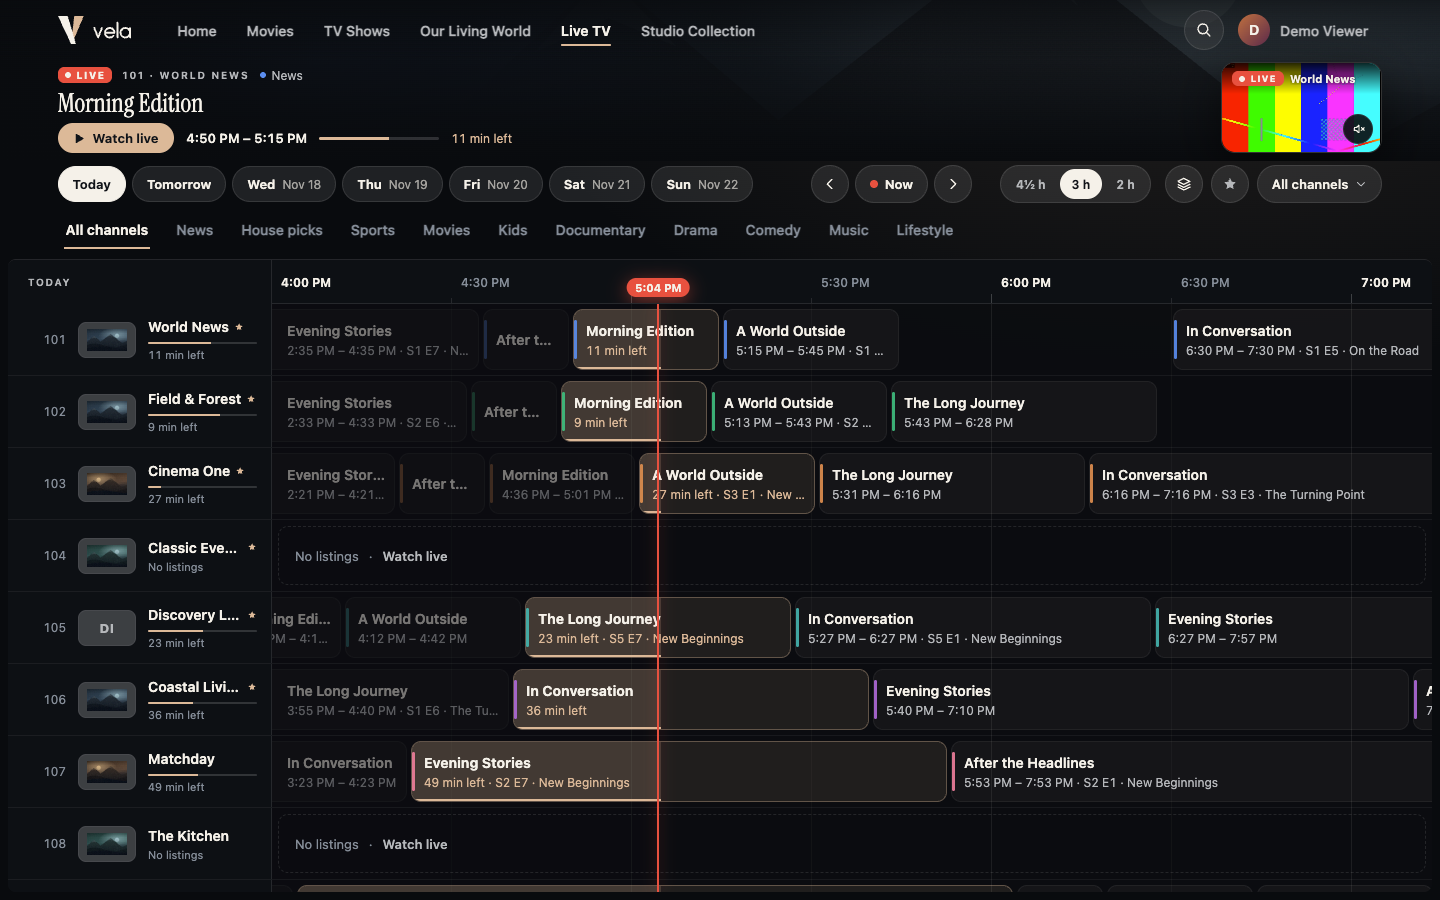 vela
Home
Movies
TV Shows
Our Living World
Live TV
Studio Collection
D
Demo Viewer
LIVE
101 · WORLD NEWS
News
Morning Edition
Watch live
4:50 PM – 5:15 PM
11 min left
LIVE
World News
Today
Tomorrow
Wed Nov 18
Thu Nov 19
Fri Nov 20
Sat Nov 21
Sun Nov 22
Now
4½ h
3 h
2 h
All channels
All channels
News
House picks
Sports
Movies
Kids
Documentary
Drama
Comedy
Music
Lifestyle
TODAY
4:00 PM
4:30 PM
5:04 PM
5:30 PM
6:00 PM
6:30 PM
7:00 PM
101
World News
11 min left
Evening Stories
2:35 PM – 4:35 PM · S1 E7 · N...
After t...
Morning Edition
11 min left
A World Outside
5:15 PM – 5:45 PM · S1 ...
In Conversation
6:30 PM – 7:30 PM · S1 E5 · On the Road
102
Field & Forest
9 min left
Evening Stories
2:33 PM – 4:33 PM · S2 E6 ·...
After t...
Morning Edition
9 min left
A World Outside
5:13 PM – 5:43 PM · S2 ...
The Long Journey
5:43 PM – 6:28 PM
103
Cinema One
27 min left
Evening Stor...
2:21 PM – 4:21...
After t...
Morning Edition
4:36 PM – 5:01 PM ...
A World Outside
27 min left · S3 E1 · New ...
The Long Journey
5:31 PM – 6:16 PM
In Conversation
6:16 PM – 7:16 PM · S3 E3 · The Turning Point
104
Classic Eve...
No listings
No listings · Watch live
105
DI
Discovery L...
23 min left
ing Edi...
PM – 4:1...
A World Outside
4:12 PM – 4:42 PM
The Long Journey
23 min left · S5 E7 · New Beginnings
In Conversation
5:27 PM – 6:27 PM · S5 E1 · New Beginnings
Evening Stories
6:27 PM – 7:57 PM
106
Coastal Livi...
36 min left
The Long Journey
3:55 PM – 4:40 PM · S1 E6 · The Tu...
In Conversation
36 min left
Evening Stories
5:40 PM – 7:10 PM
107
Matchday
49 min left
In Conversation
3:23 PM – 4:23 PM
Evening Stories
49 min left · S2 E7 · New Beginnings
After the Headlines
5:53 PM – 7:53 PM · S2 E1 · New Beginnings
108
The Kitchen
No listings
No listings · Watch live